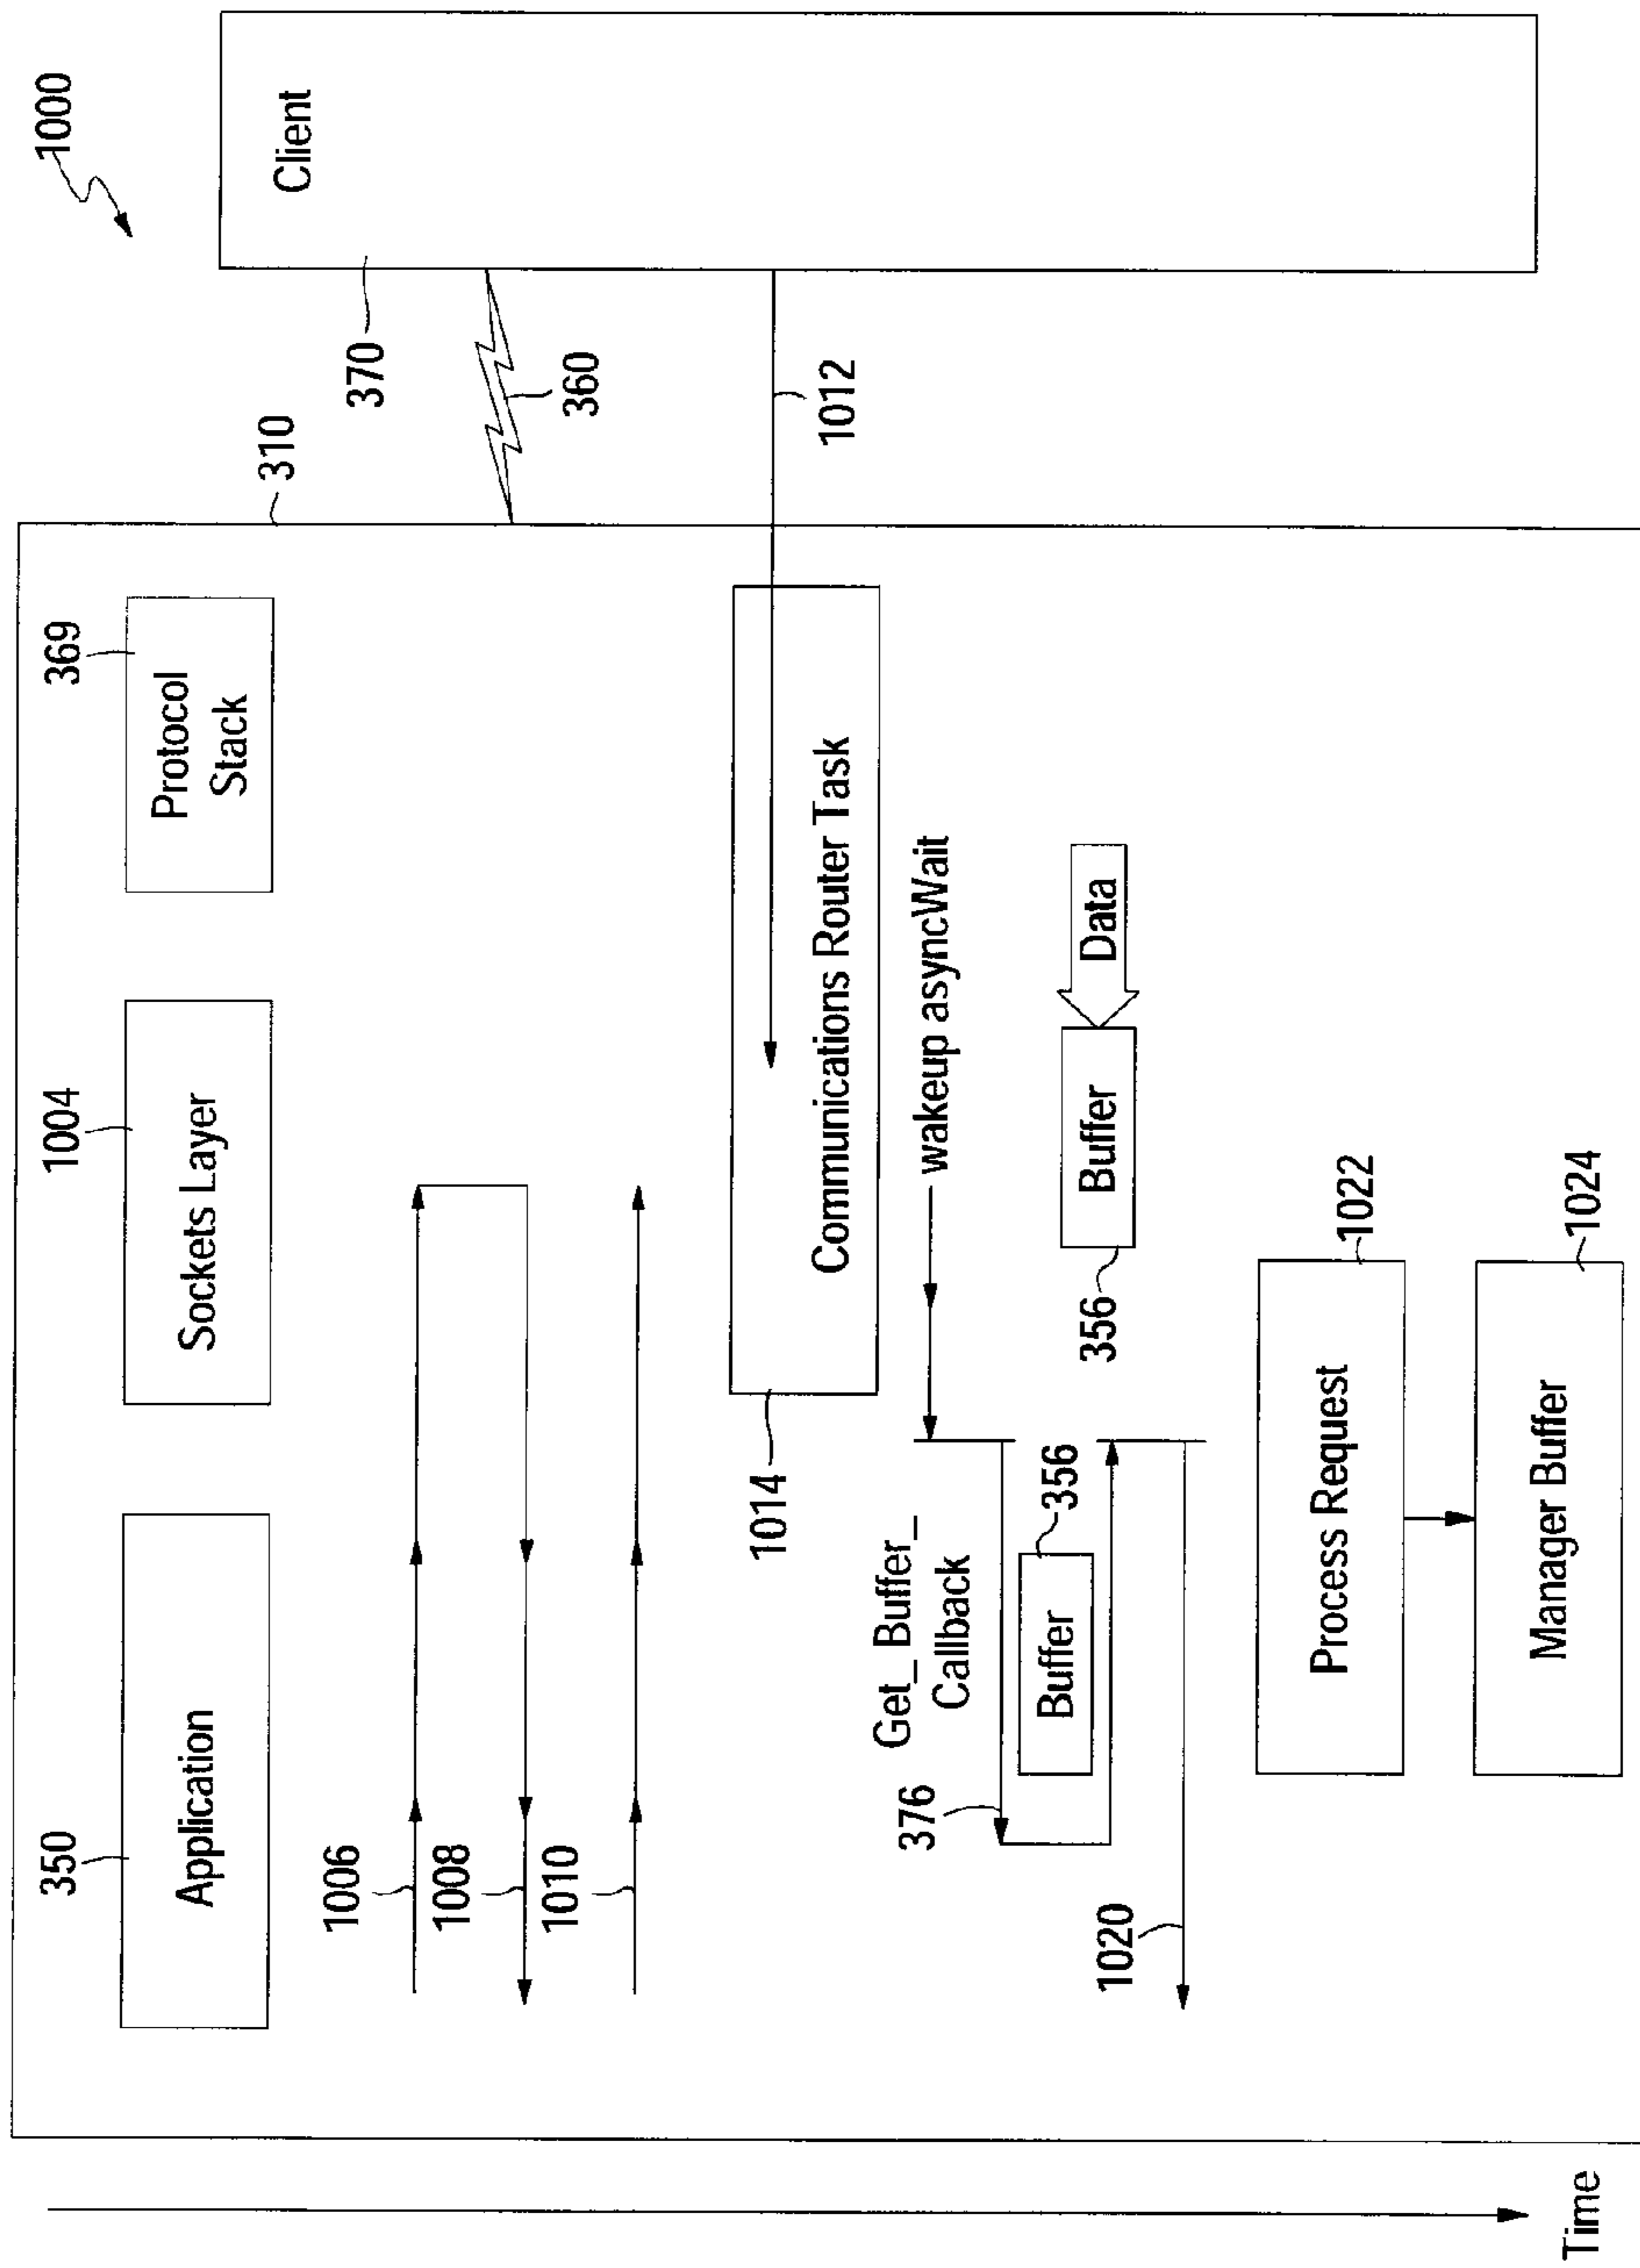 1000
310
350
Application
1004
Sockets Layer
369
Protocol
Stack
370
Client
1006
1008
1010
360
1012
1014
Communications Router Task
Get_Buffer_
Callback
wakeup asyncWait
376
Buffer
356
356
Buffer
Data
1020
Process Request
1022
Manager Buffer
1024
Time